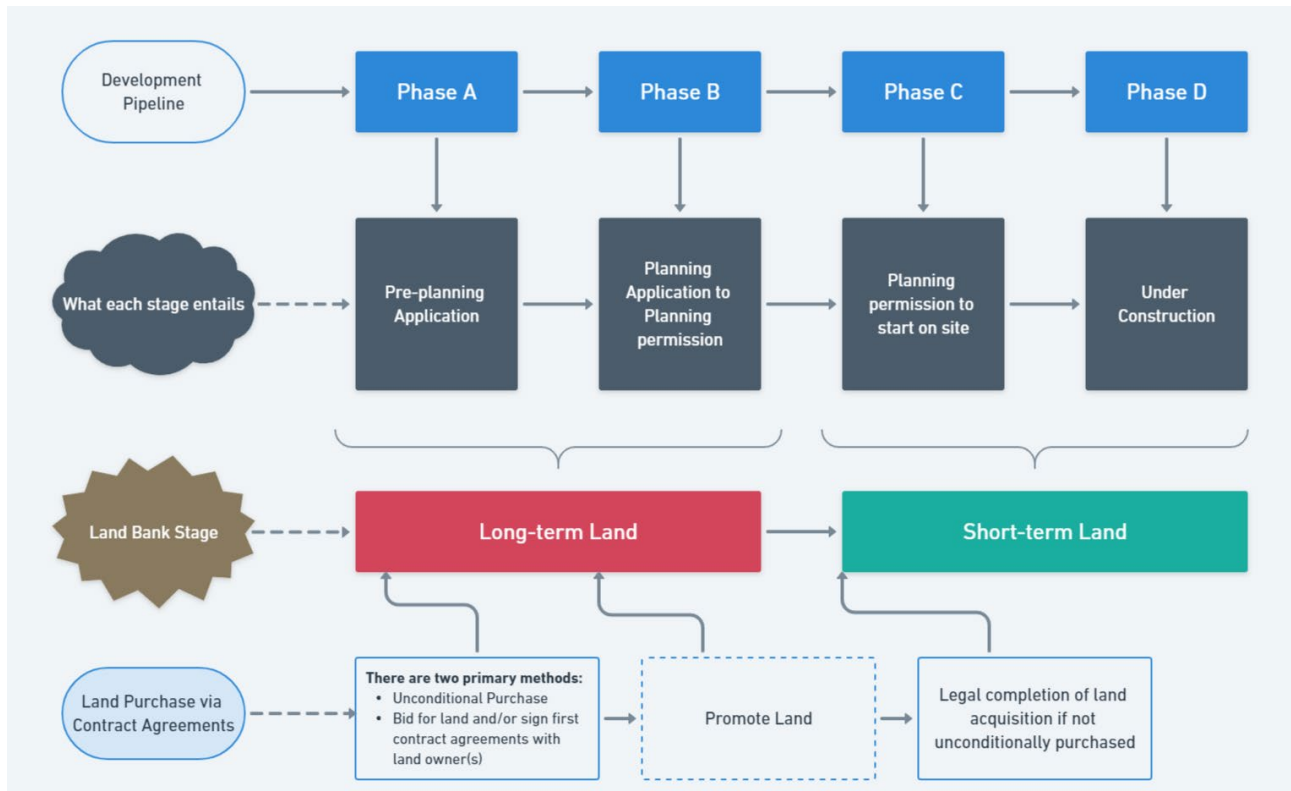 Development
Pipeline
Phase A
Phase B
Phase C
Phase D
What each stage entails
Pre-planning
Application
Planning
Application to
Planning
permission
Planning
permission to
start on site
Under
Construction
Land Bank Stage
Long-term Land
Short-term Land
Land Purchase via
Contract Agreements
There are two primary methods:
• Unconditional Purchase
• Bid for land and/or sign first
contract agreements with
land owner(s)
Promote Land
Legal completion of land
acquisition if not
unconditionally purchased